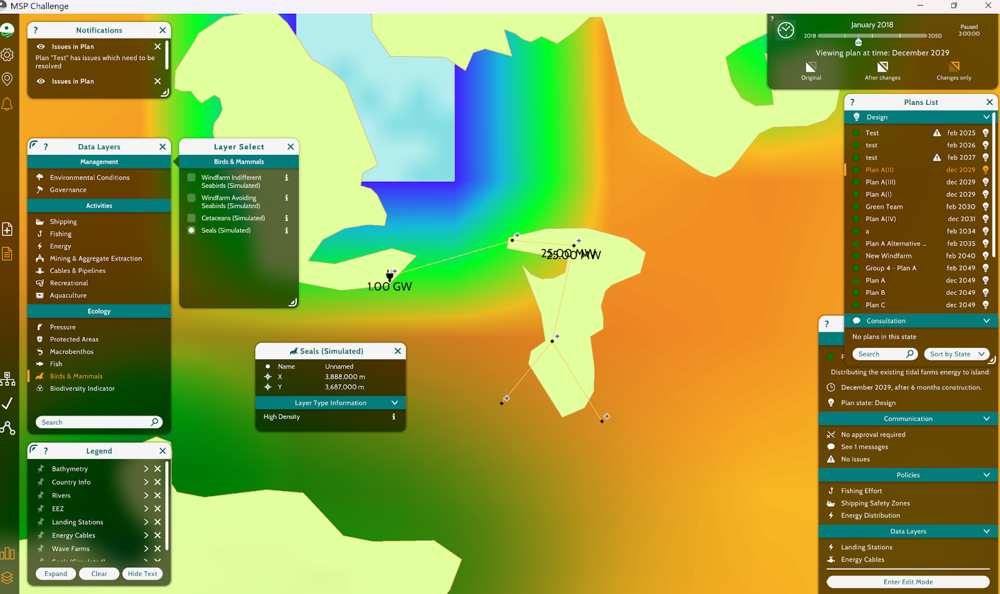 MSP Challenge
? Notifications
Issues in Plan
Plan "Test" has issues which need to be
resolved
Issues in Plan
? Data Layers
Management
Environmental Conditions
Governance
Activities
Shipping
Fishing
Energy
Mining & Aggregate Extraction
Cables & Pipelines
Recreational
Aquaculture
Ecology
Pressure
Protected Areas
Macrobenthos
Fish
Birds & Mammals
Biodiversity Indicator
Search
Layer Select
Birds & Mammals
Windfarm Indifferent
Seabirds (Simulated)
Windfarm Avoiding
Seabirds (Simulated)
Cetaceans (Simulated)
Seals (Simulated)
? Legend
Bathymetry
Country Info
Rivers
EEZ
Landing Stations
Energy Cables
Wave Farms
Expand Clear Hide Text
1.00 GW
25.00 MW
25.00 MW
Seals (Simulated)
Name Unnamed
X 3,888,000 m
Y 3,687,000 m
Layer Type Information
High Density
?
January 2018
2018 2050
Paused
2:00:00
Viewing plan at time: December 2029
Original After changes Changes only
? Plans List
Design
Test feb 2025
test feb 2026
test feb 2027
Plan A(II) dec 2029
Plan A(III) dec 2029
Plan A(I) dec 2029
Green Team feb 2030
Plan A(IV) dec 2031
a feb 2034
Plan A Alternative ... feb 2035
New Windfarm feb 2040
Group 4 - Plan A feb 2049
Plan A dec 2049
Plan B dec 2049
Plan C dec 2049
Consultation
No plans in this state
Search Sort by State
?
Distributing the existing tidal farms energy to island
December 2029, after 6 months construction.
Plan state: Design
Communication
No approval required
See 1 messages
No issues
Policies
Fishing Effort
Shipping Safety Zones
Energy Distribution
Data Layers
Landing Stations
Energy Cables
Enter Edit Mode